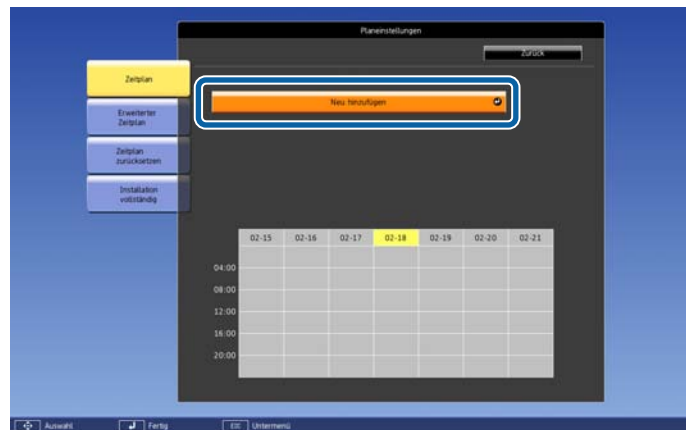 Planeinstellungen
Zurück
Zeitplan
Neu hinzufügen
Erweiterter
Zeitplan
Zeitplan
zurücksetzen
Installation
vollständig
02-15 02-16 02-17 02-18 02-19 02-20 02-21
04:00
08:00
12:00
16:00
20:00
Auswahl Fertig Esc Untermenü